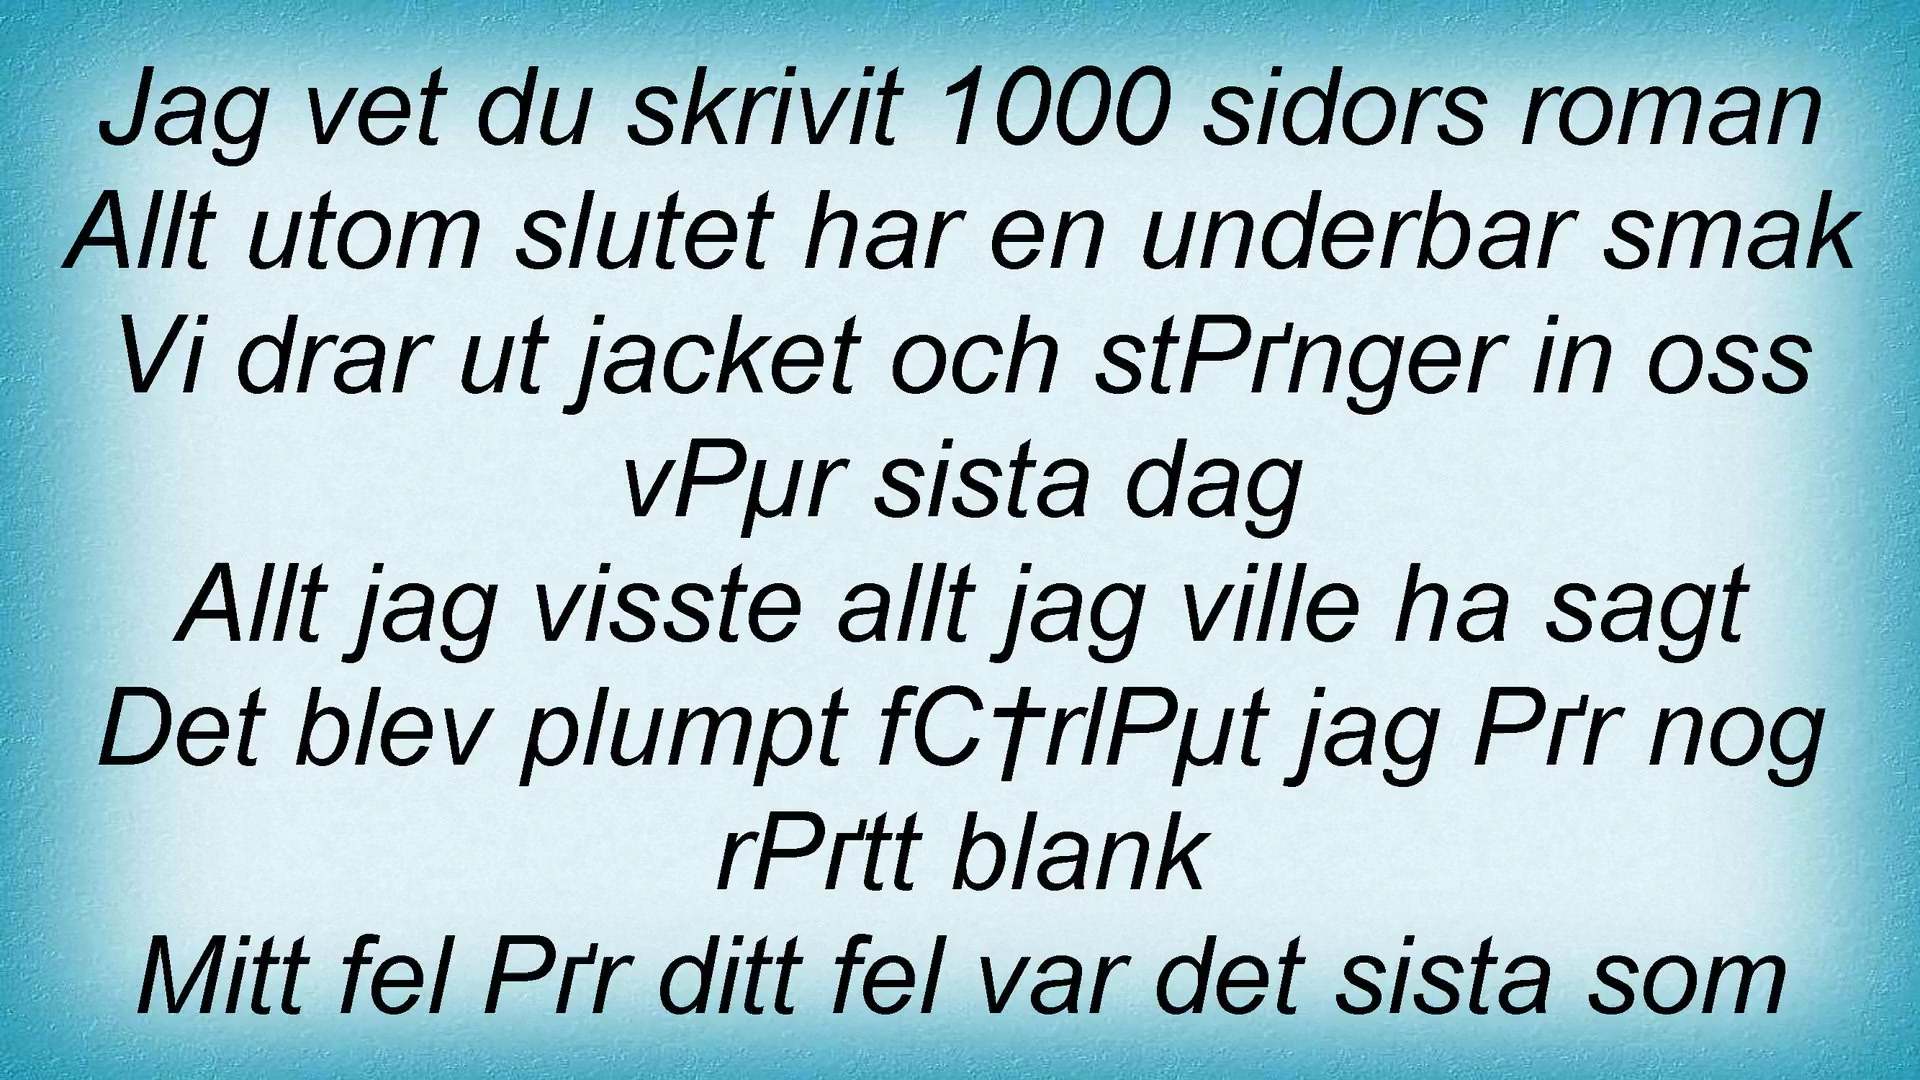 Jag vet du skrivit 1000 sidors roman
Allt utom slutet har en underbar smak
Vi drar ut jacket och stPґnger in oss
vPµr sista dag
Allt jag visste allt jag ville ha sagt
Det blev plumpt fC†rlPµt jag Pґr nog
rPґtt blank
Mitt fel Pґr ditt fel var det sista som